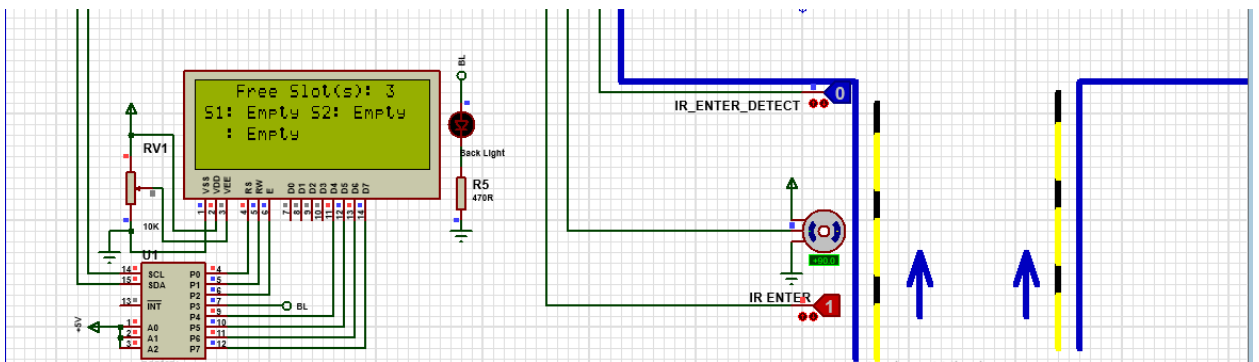 Free Slot(s): 3
S1: Empty S2: Empty
: Empty
BL
Back Light
R5
470R
RV1
10K
VSS VDD VEE RS RW E D0 D1 D2 D3 D4 D5 D6 D7
1 2 3 4 5 6 7 8 9 10 11 12 13 14
U1
14 SCL P0 4
15 SDA P1 5
P2 6
13 INT P3 7 BL
P4 9
+5V 1 A0 P5 10
2 A1 P6 11
3 A2 P7 12
IR_ENTER_DETECT 0
+90.0
IR ENTER 1